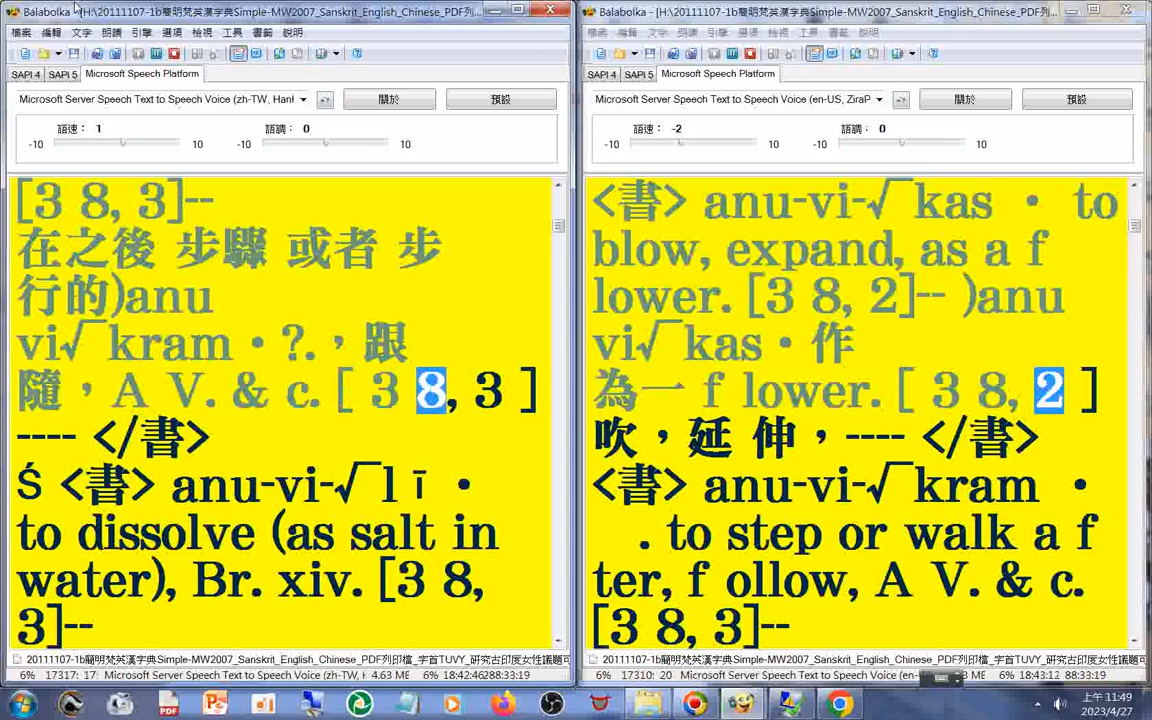 Balabolka - [H:\20111107-1b簡明梵英漢字典Simple-MW2007_Sanskrit_English_Chinese_PDF列...
檔案 編輯 文字 朗讀 引擎 選項 檢視 工具 書籤 說明
SAPI 4 SAPI 5 Microsoft Speech Platform
Microsoft Server Speech Text to Speech Voice (zh-TW, Hanl 關於 預設
語速： 1 語調： 0
-10 10 -10 10
[3 8, 3]--
在之後 步驟 或者 步
行的)anu
vi√kram・?.，跟
隨，A V. & c. [ 3 8, 3 ]
---- </書>
Ś <書> anu-vi-√l ī ・
to dissolve (as salt in
water), Br. xiv. [3 8,
3]--
20111107-1b簡明梵英漢字典Simple-MW2007_Sanskrit_English_Chinese_PDF列印檔_字首TUVY_研究古印度女性議題可
6% 17317: 17 Microsoft Server Speech Text to Speech Voice (zh-TW, H 4.63 ME 6% 18:42:46 288:33:19
Balabolka - [H:\20111107-1b簡明梵英漢字典Simple-MW2007_Sanskrit_English_Chinese_PDF列印...
檔案 編輯 文字 朗讀 引擎 選項 檢視 工具 書籤 說明
SAPI 4 SAPI 5 Microsoft Speech Platform
Microsoft Server Speech Text to Speech Voice (en-US, ZiraP 關於 預設
語速： -2 語調： 0
-10 10 -10 10
<書> anu-vi-√kas ・ to
blow, expand, as a f
lower. [3 8, 2]-- )anu
vi√kas・作
為一 f lower. [ 3 8, 2 ]
吹，延 伸，---- </書>
<書> anu-vi-√kram ・
. to step or walk a f
ter, f ollow, A V. & c.
[3 8, 3]--
20111107-1b簡明梵英漢字典Simple-MW2007_Sanskrit_English_Chinese_PDF列印檔_字首TUVY_研究古印度女性議題可
6% 17310: 20 Microsoft Server Speech Text to Speech Voice (zh-TW, H 4.63 ME 6% 18:43:12 88:33:19
上午 11:49
2023/4/27